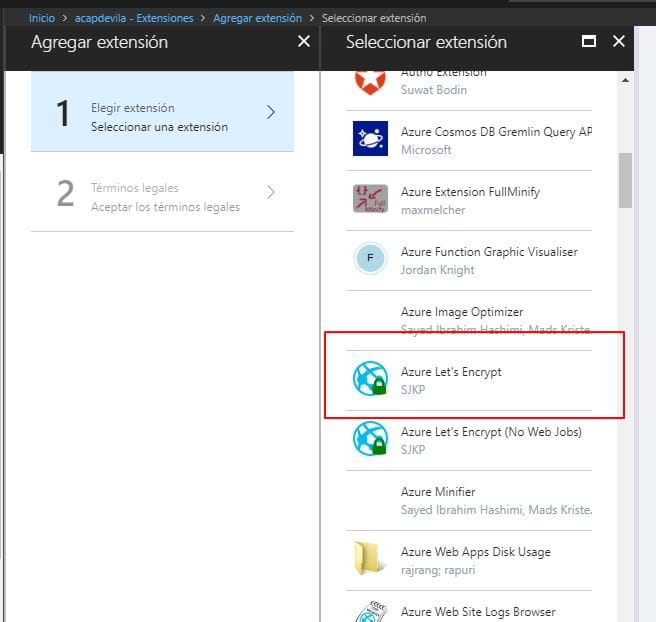 Inicio > acapdevila - Extensiones > Agregar extensión > Seleccionar extensión
Agregar extensión
1
Elegir extensión
Seleccionar una extensión
2
Términos legales
Aceptar los términos legales
Seleccionar extensión
Auth0 Extension
Suwat Bodin
Azure Cosmos DB Gremlin Query AP
Microsoft
Azure Extension FullMinify
maxmelcher
Full
Minify
F
Azure Function Graphic Visualiser
Jordan Knight
Azure Image Optimizer
Sayed Ibrahim Hashimi, Mads Kriste.
Azure Let's Encrypt
SJKP
Azure Let's Encrypt (No Web Jobs)
SJKP
Azure Minifier
Sayed Ibrahim Hashimi, Mads Kriste.
Azure Web Apps Disk Usage
rajrang; rapuri
Azure Web Site Logs Browser